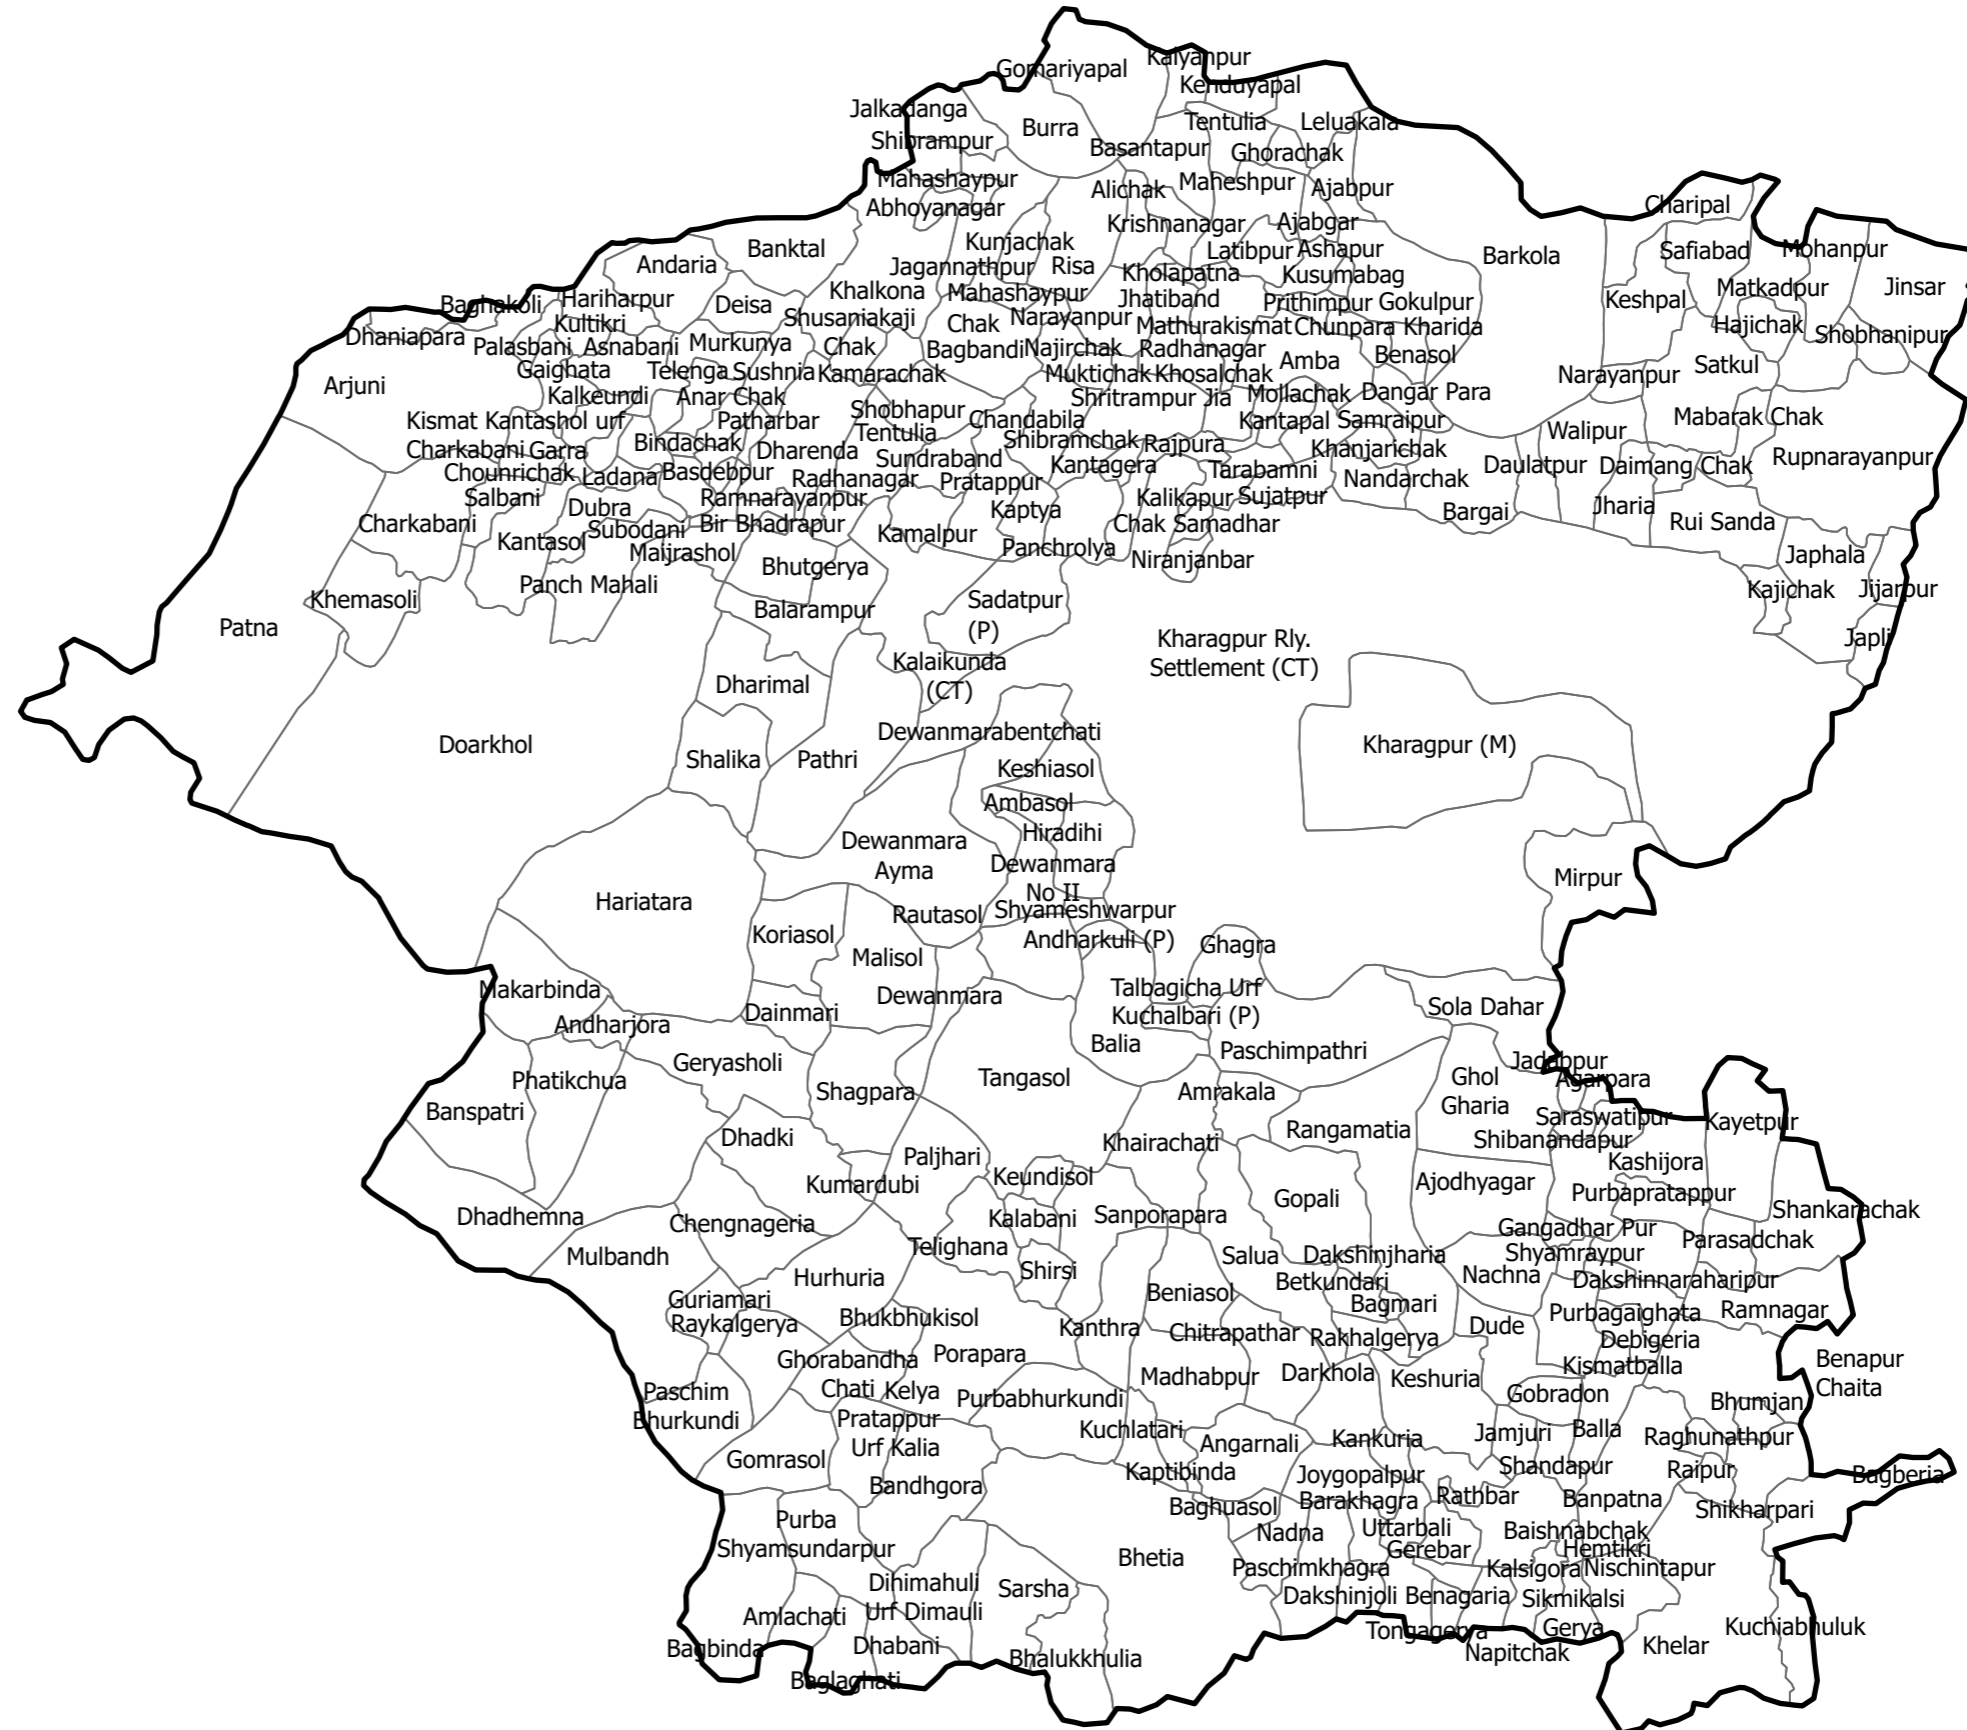 Gomariyapal
Kalyanpur
Kenduyapal
Jalkadanga
Burra
Tentulia
Leluakala
Shibrampur
Basantapur
Ghorachak
Mahashaypur
Alichak
Maheshpur
Ajabpur
Abhoyanagar
Charipal
Krishnanagar
Ajabgar
Banktal
Kunjachak
Latibpur
Ashapur
Barkola
Safiabad
Mohanpur
Andaria
Jagannathpur
Risa
Kholapatna
Kusumabag
Baghakoli
Hariharpur
Deisa
Khalkona
Mahashaypur
Jhatiband
Prithimpur
Gokulpur
Keshpal
Matkadpur
Jinsar
Dhaniapara
Kultikri
Shusaniakaji
Chak
Narayanpur
Mathurakismat
Chunpara
Kharida
Hajichak
Shobhanipur
Palasbani
Asnabani
Murkunya
Chak
Bagbandi
Najirchak
Radhanagar
Amba
Benasol
Satkul
Arjuni
Gaighata
Telenga
Sushnia
Kamarachak
Muktichak
Khosalchak
Narayanpur
Kalkeundi
Anar Chak
Shritrampur
Jia
Mollachak
Dangar Para
Kismat Kantashol urf
Patharbar
Shobhapur
Chandabila
Kantapal
Samraipur
Mabarak Chak
Charkabani
Garra
Bindachak
Dharenda
Tentulia
Shibramchak
Rajpura
Khanjarichak
Walipur
Chounrichak
Ladana
Basdebpur
Radhanagar
Sundraband
Kantagera
Tarabamni
Nandarchak
Daulatpur
Daimang
Chak
Rupnarayanpur
Salbani
Dubra
Ramnarayanpur
Pratappur
Kalikapur
Sujatpur
Charkabani
Subodani
Bir Bhadrapur
Kamalpur
Kaptya
Chak Samadhar
Bargai
Jharia
Rui Sanda
Kantasol
Maijrashol
Panchrolya
Niranjanbar
Japhala
Khemasoli
Panch Mahali
Bhutgerya
Kajichak
Jijarpur
Patna
Balarampur
Sadatpur
(P)
Kharagpur Rly.
Settlement (CT)
Japli
Kalaikunda
(CT)
Dharimal
Doarkhol
Shalika
Pathri
Dewanmarabentchati
Kharagpur (M)
Keshiasol
Ambasol
Dewanmara
Ayma
Hiradihi
Dewanmara
No II
Mirpur
Hariatara
Koriasol
Rautasol
Shyameshwarpur
Malisol
Andharkuli (P)
Ghagra
Makarbinda
Dewanmara
Talbagicha Urf
Kuchalbari (P)
Sola Dahar
Andharjora
Dainmari
Balia
Paschimpathri
Jadabpur
Geryasholi
Shagpara
Tangasol
Amrakala
Ghol
Gharia
Agarpara
Phatikchua
Banspatri
Saraswatipur
Kayetpur
Dhadki
Khairachati
Rangamatia
Shibanandapur
Paljhari
Keundisol
Kashijora
Kumardubi
Gopali
Ajodhyagar
Purbapratappur
Dhadhemna
Chengnageria
Kalabani
Sanporapara
Shankarachak
Gangadhar Pur
Mulbandh
Telighana
Salua
Dakshinjharia
Shyamraypur
Parasadchak
Hurhuria
Shirsi
Beniasol
Betkundari
Nachna
Dakshinnaraharipur
Guriamari
Raykalgerya
Bhukbhukisol
Kanthra
Chitrapathar
Bagmari
Rakhalgerya
Dude
Purbagaighata
Ramnagar
Debigeria
Ghorabandha
Porapara
Kismatballa
Benapur
Chaita
Paschim
Bhurkundi
Chati
Kelya
Purbabhurkundi
Madhabpur
Darkhola
Keshuria
Gobradon
Bhumjan
Pratappur
Urf Kalia
Kuchlatari
Angarnali
Kankuria
Jamjuri
Balla
Raghunathpur
Gomrasol
Bandhgora
Kaptibinda
Joygopalpur
Shandapur
Raipur
Bagberia
Baghuasol
Barakhagra
Rathbar
Banpatna
Shikharpari
Purba
Shyamsundarpur
Nadna
Uttarbali
Baishnabchak
Bhetia
Gerebar
Hemtikri
Paschimkhagra
Kalsigora
Nischintapur
Dihimahuli
Urf Dimauli
Sarsha
Dakshinjoli
Benagaria
Sikmikalsi
Amlachati
Tongagerya
Gerya
Kuchiabhuluk
Bagbinda
Dhabani
Bhalukkhulia
Napitchak
Khelar
Baglaghati